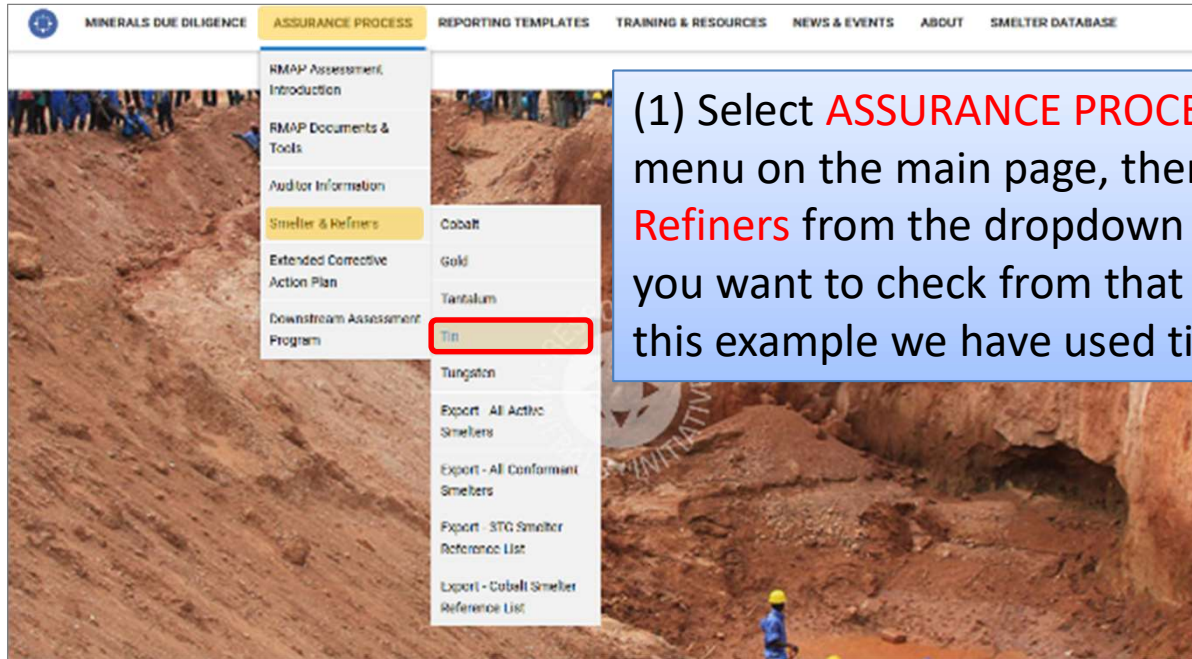 MINERALS DUE DILIGENCE ASSURANCE PROCESS REPORTING TEMPLATES TRAINING & RESOURCES NEWS & EVENTS ABOUT SMELTER DATABASE
RMAP Assessment
Introduction
RMAP Documents &
Tools
Auditor Information
Smelter & Refiners
Extended Corrective
Action Plan
Downstream Assessment
Program
Cobalt
Gold
Tantalum
Tin
Tungsten
Export - All Active
Smelters
Export - All Conformant
Smelters
Export - 3TG Smelter
Reference List
Export - Cobalt Smelter
Reference List
(1) Select ASSURANCE PROCE
menu on the main page, the
Refiners from the dropdown
you want to check from that
this example we have used ti
INITIATIVE